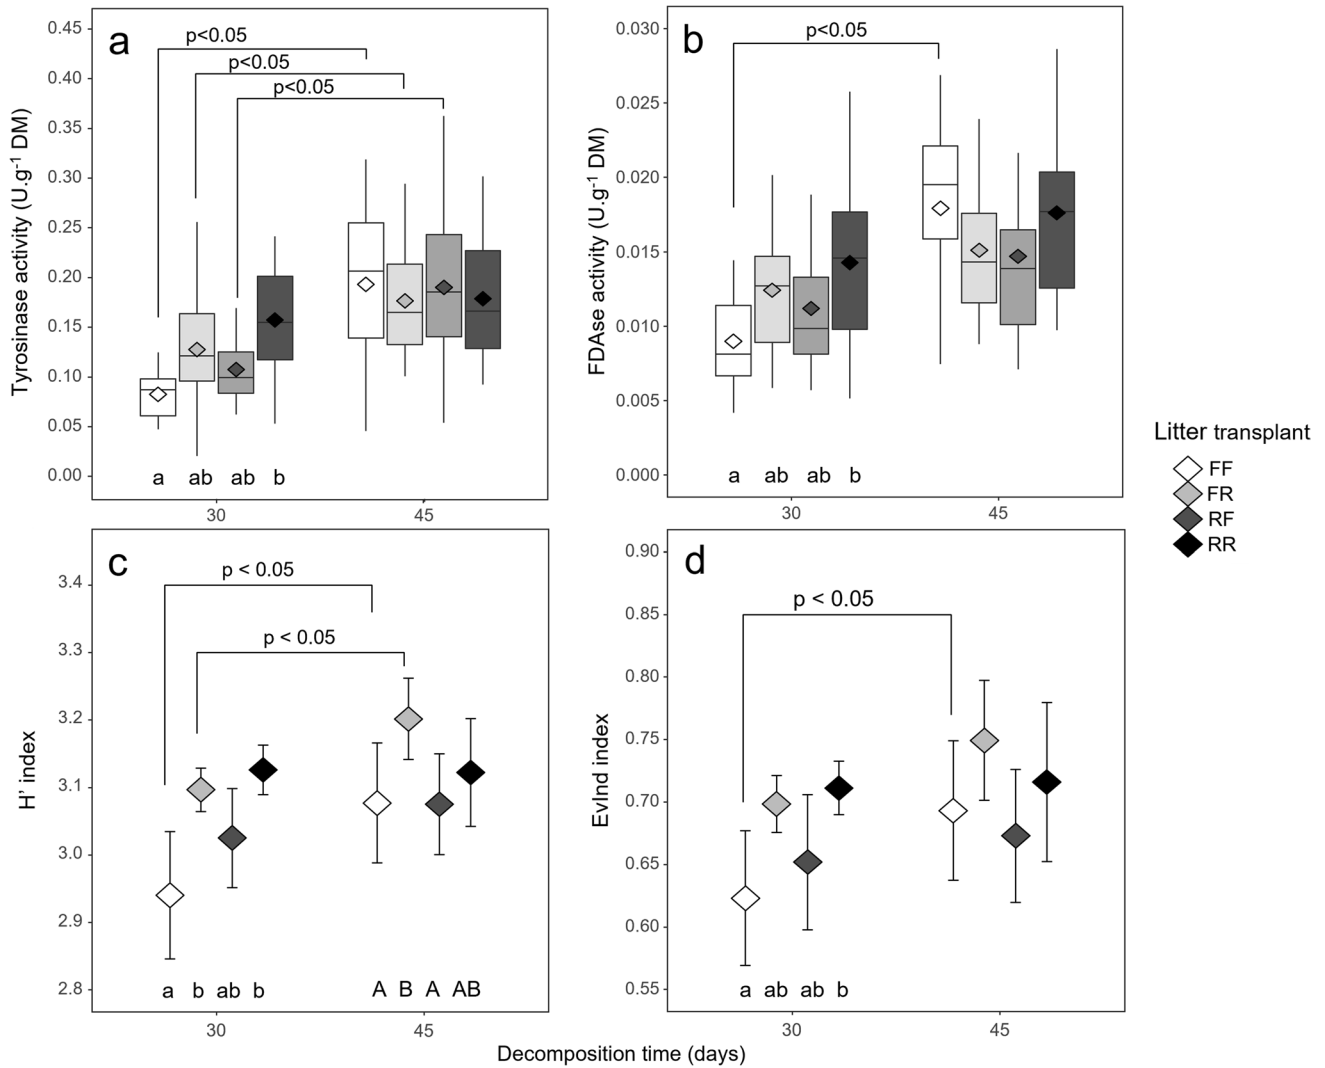 a
p<0.05
p<0.05
p<0.05
Tyrosinase activity (U.g-1 DM)
0.45
0.40
0.35
0.30
0.25
0.20
0.15
0.10
0.05
0.00
a ab ab b
30 45
b
p<0.05
FDAse activity (U.g-1 DM)
0.030
0.025
0.020
0.015
0.010
0.005
0.000
a ab ab b
30 45
Litter transplant
FF
FR
RF
RR
c
p < 0.05
p < 0.05
H' index
3.4
3.3
3.2
3.1
3.0
2.9
2.8
a b ab b A B A AB
30 45
d
p < 0.05
EvInd index
0.90
0.85
0.80
0.75
0.70
0.65
0.60
0.55
a ab ab b
30 45
Decomposition time (days)